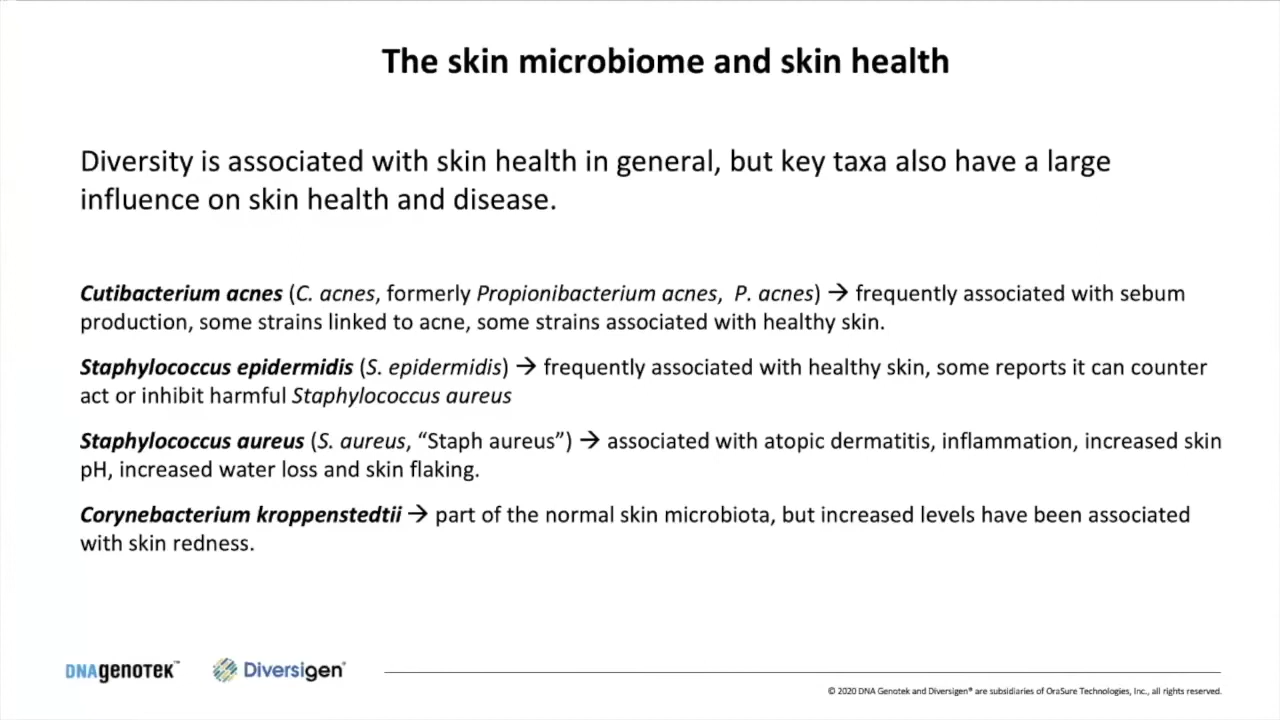 The skin microbiome and skin health
Diversity is associated with skin health in general, but key taxa also have a large
influence on skin health and disease.
Cutibacterium acnes (C. acnes, formerly Propionibacterium acnes,  P. acnes) → frequently associated with sebum
production, some strains linked to acne, some strains associated with healthy skin.
Staphylococcus epidermidis (S. epidermidis) → frequently associated with healthy skin, some reports it can counter
act or inhibit harmful Staphylococcus aureus
Staphylococcus aureus (S. aureus, “Staph aureus”) → associated with atopic dermatitis, inflammation, increased skin
pH, increased water loss and skin flaking.
Corynebacterium kroppenstedtii → part of the normal skin microbiota, but increased levels have been associated
with skin redness.
DNAgenotek™ Diversigen®
© 2020 DNA Genotek and Diversigen® are subsidiaries of OraSure Technologies, Inc., all rights reserved.